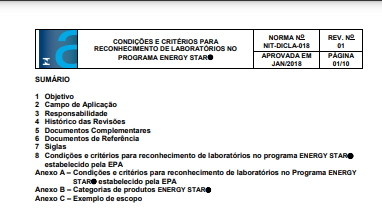 CONDIÇÕES E CRITÉRIOS PARA
RECONHECIMENTO DE LABORATÓRIOS NO
PROGRAMA ENERGY STAR●
NORMA Nº
NIT-DICLA-018
REV. Nº
01
APROVADA EM
JAN/2018
PÁGINA
01/10
SUMÁRIO
1 Objetivo
2 Campo de Aplicação
3 Responsabilidade
4 Histórico das Revisões
5 Documentos Complementares
6 Documentos de Referência
7 Siglas
8 Condições e critérios para reconhecimento de laboratórios no programa ENERGY STAR●
estabelecido pela EPA
Anexo A – Condições e critérios para reconhecimento de laboratórios no Programa ENERGY
STAR● estabelecido pela EPA
Anexo B – Categorias de produtos ENERGY STAR●
Anexo C – Exemplo de escopo